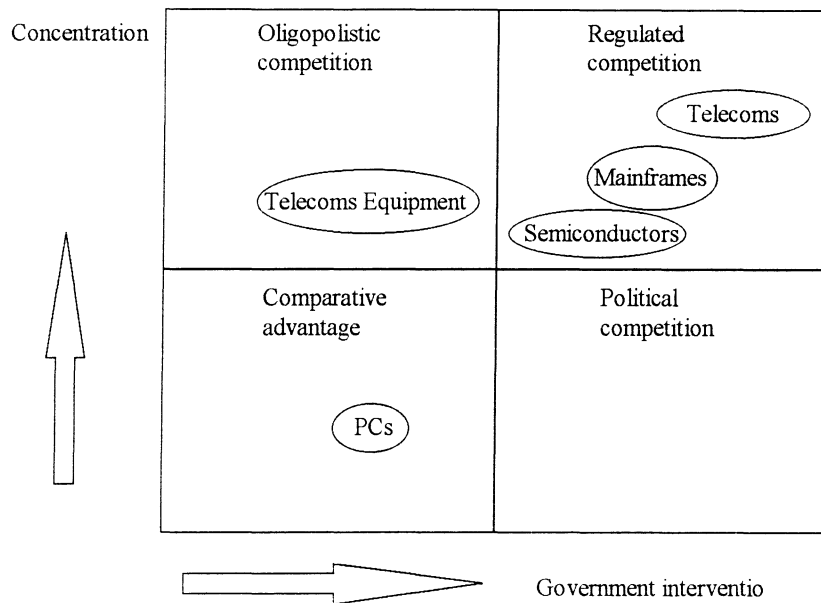 Concentration
Oligopolistic
competition
Regulated
competition
Telecoms
Mainframes
Telecoms Equipment
Semiconductors
Comparative
advantage
Political
competition
PCs
Government interventio